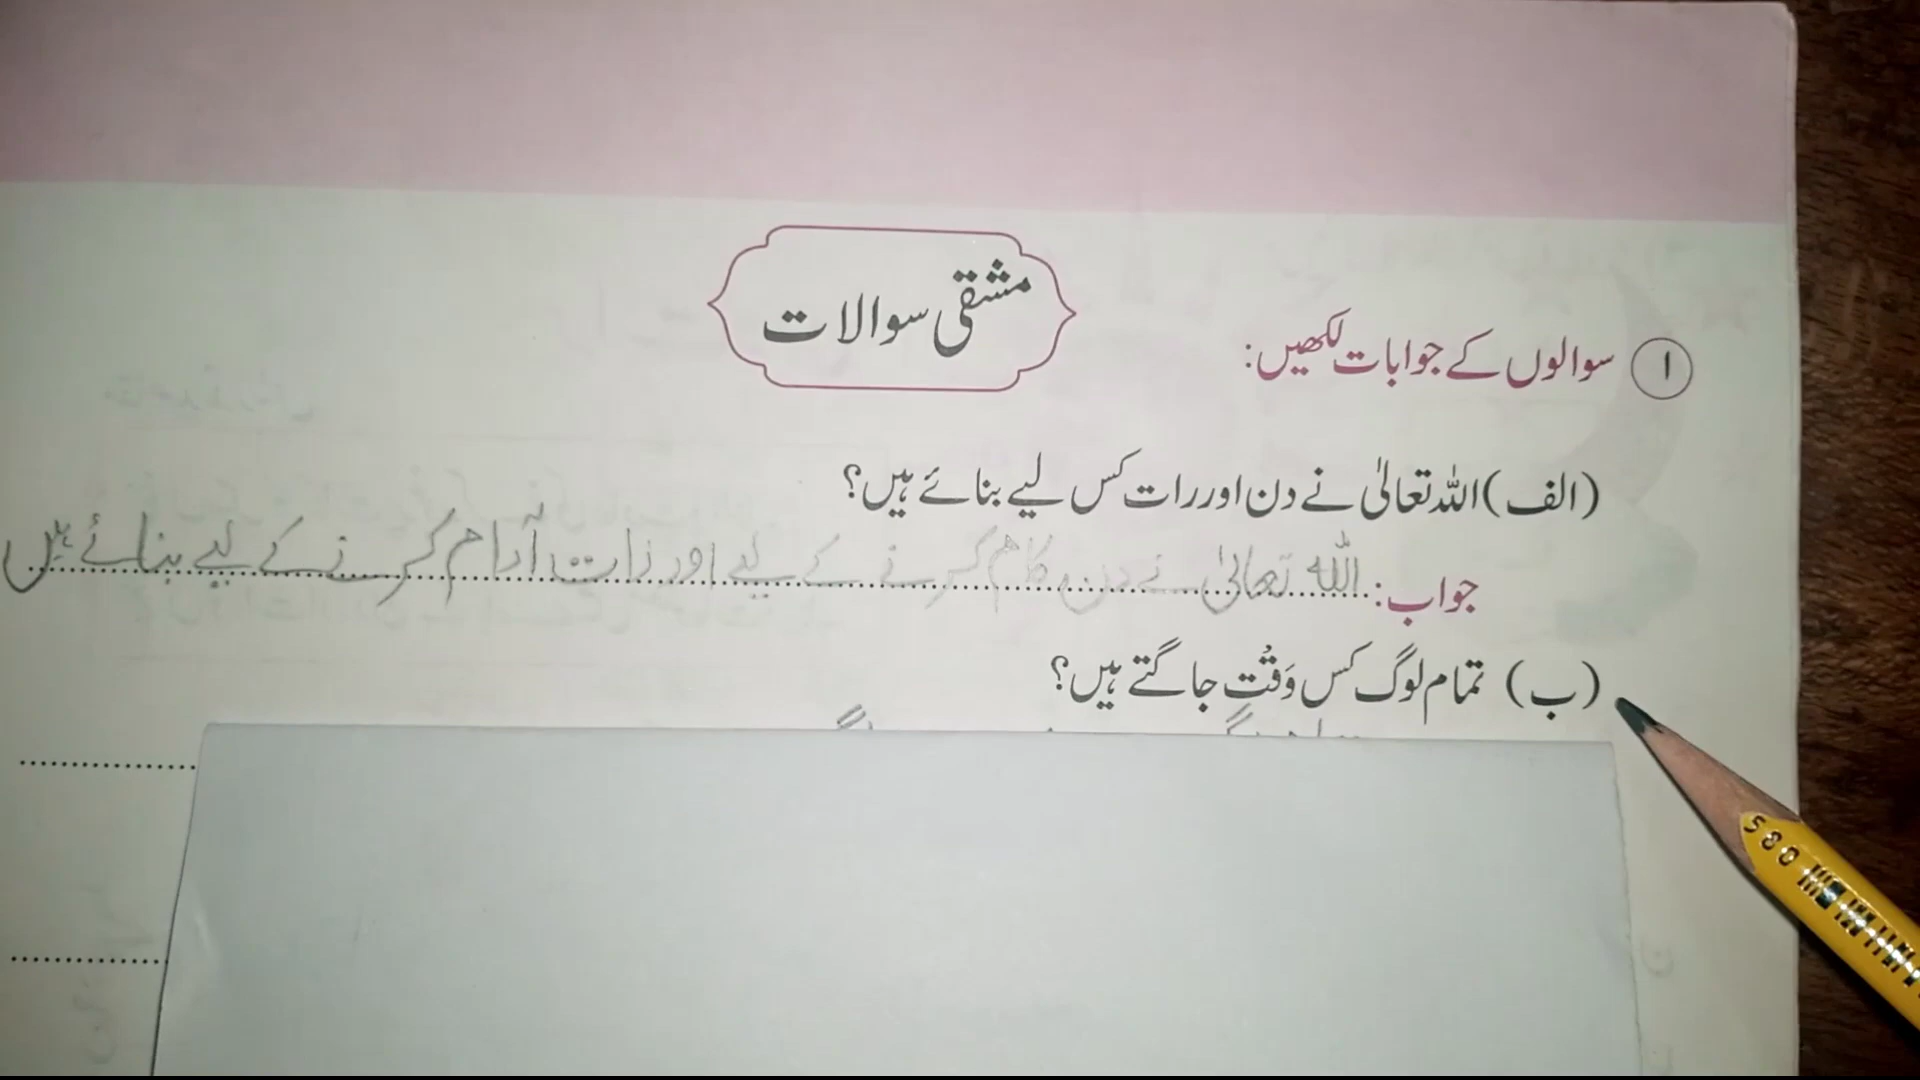 مشقی سوالات
۱ سوالوں کے جوابات لکھیں:
(الف) اللہ تعالیٰ نے دن اور رات کس لیے بنائے ہیں؟
جواب: اللہ تعالیٰ نے دن کام کرنے کے لیے اور رات آرام کرنے کے لیے بنائے ہیں
(ب) تمام لوگ کس وَقْت جاگتے ہیں؟
580